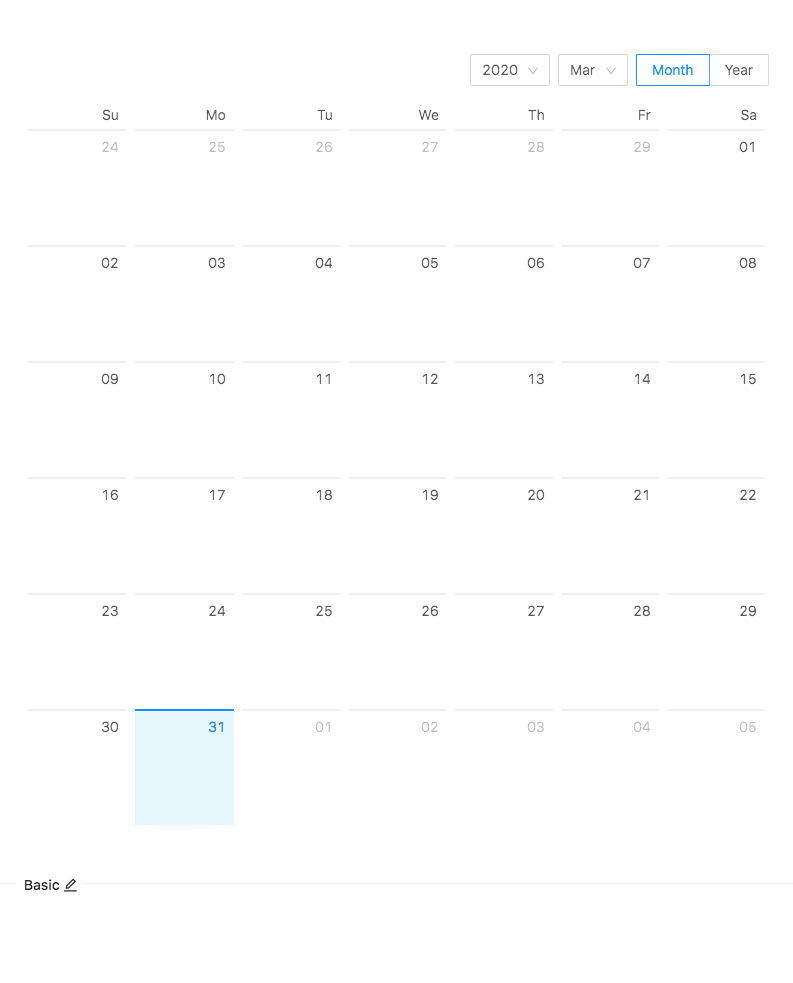 2020 Mar Month Year
Su Mo Tu We Th Fr Sa
24 25 26 27 28 29 01
02 03 04 05 06 07 08
09 10 11 12 13 14 15
16 17 18 19 20 21 22
23 24 25 26 27 28 29
30 31 01 02 03 04 05
Basic